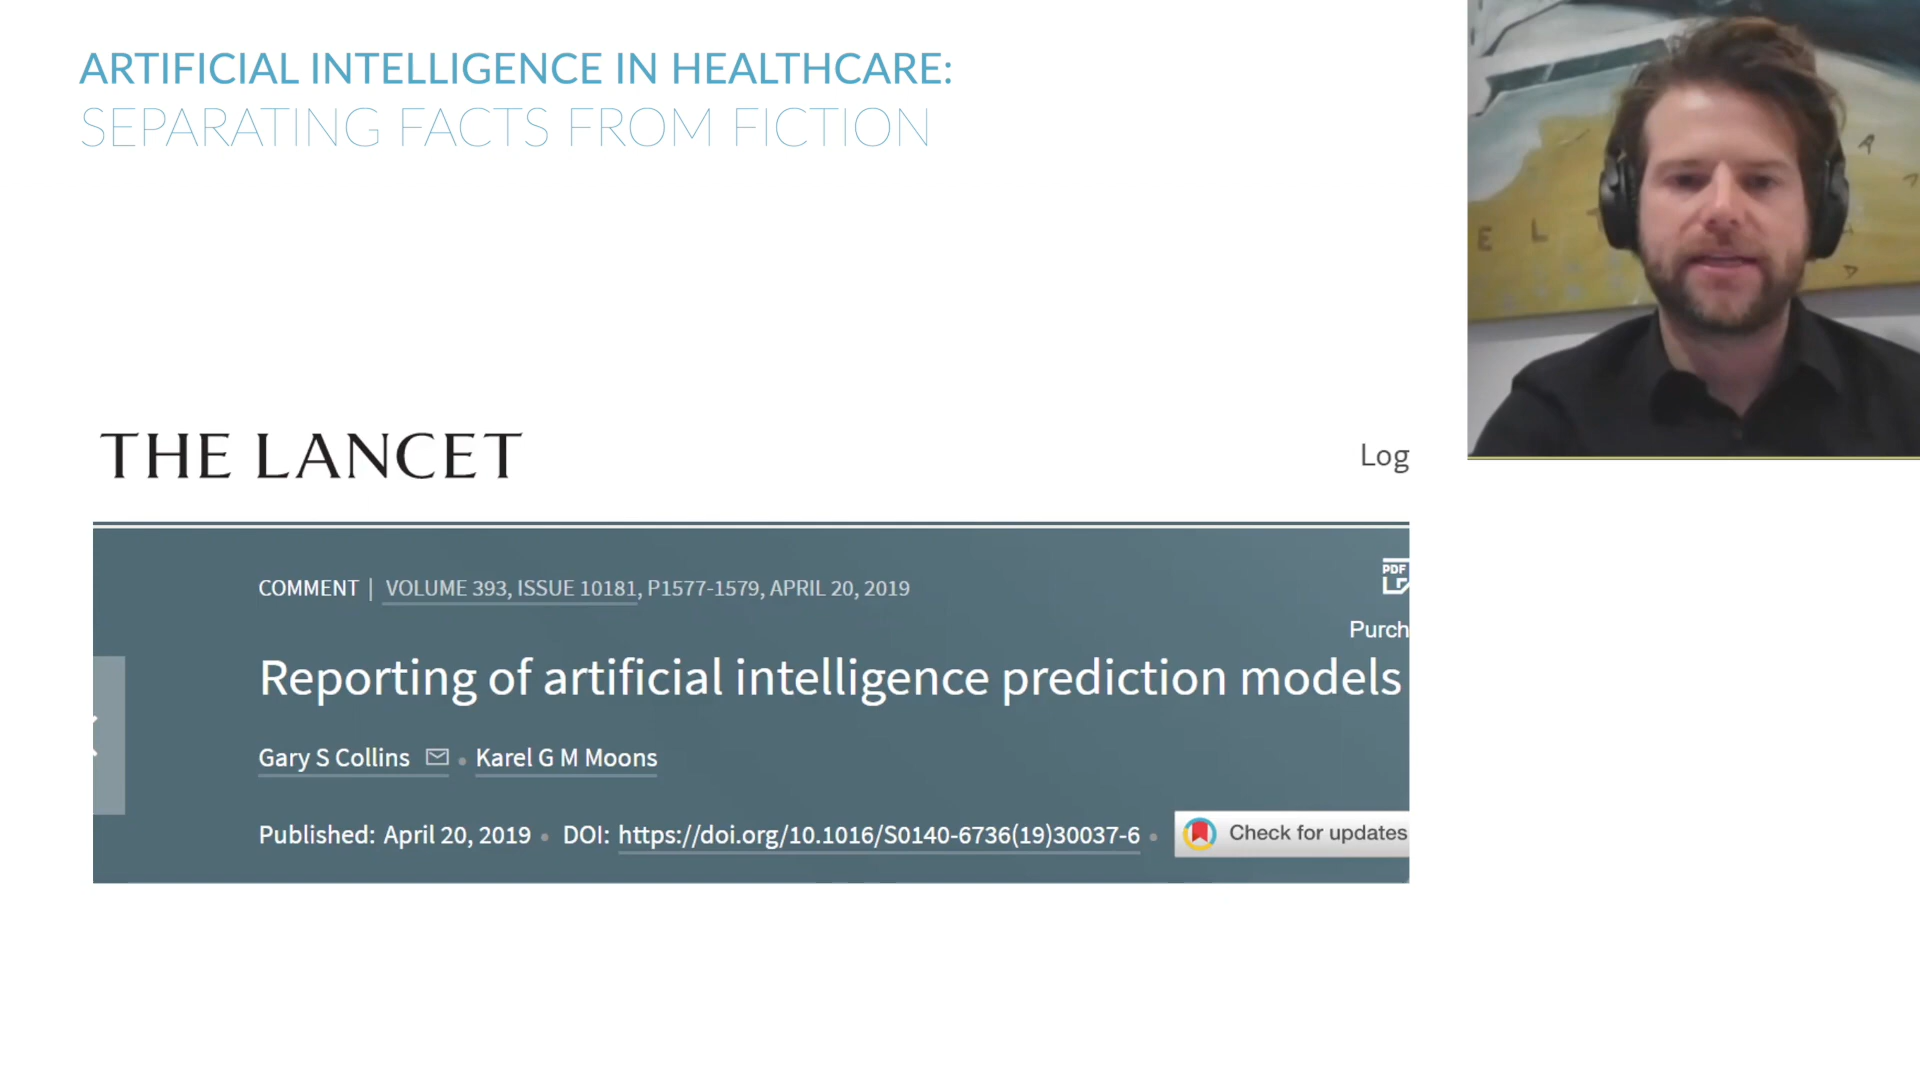 ARTIFICIAL INTELLIGENCE IN HEALTHCARE:
SEPARATING FACTS FROM FICTION
E L
A
THE LANCET
Log
COMMENT | VOLUME 393, ISSUE 10181, P1577-1579, APRIL 20, 2019
PDF
Purch
Reporting of artificial intelligence prediction models
Gary S Collins • Karel G M Moons
Published: April 20, 2019 • DOI: https://doi.org/10.1016/S0140-6736(19)30037-6 •
Check for updates